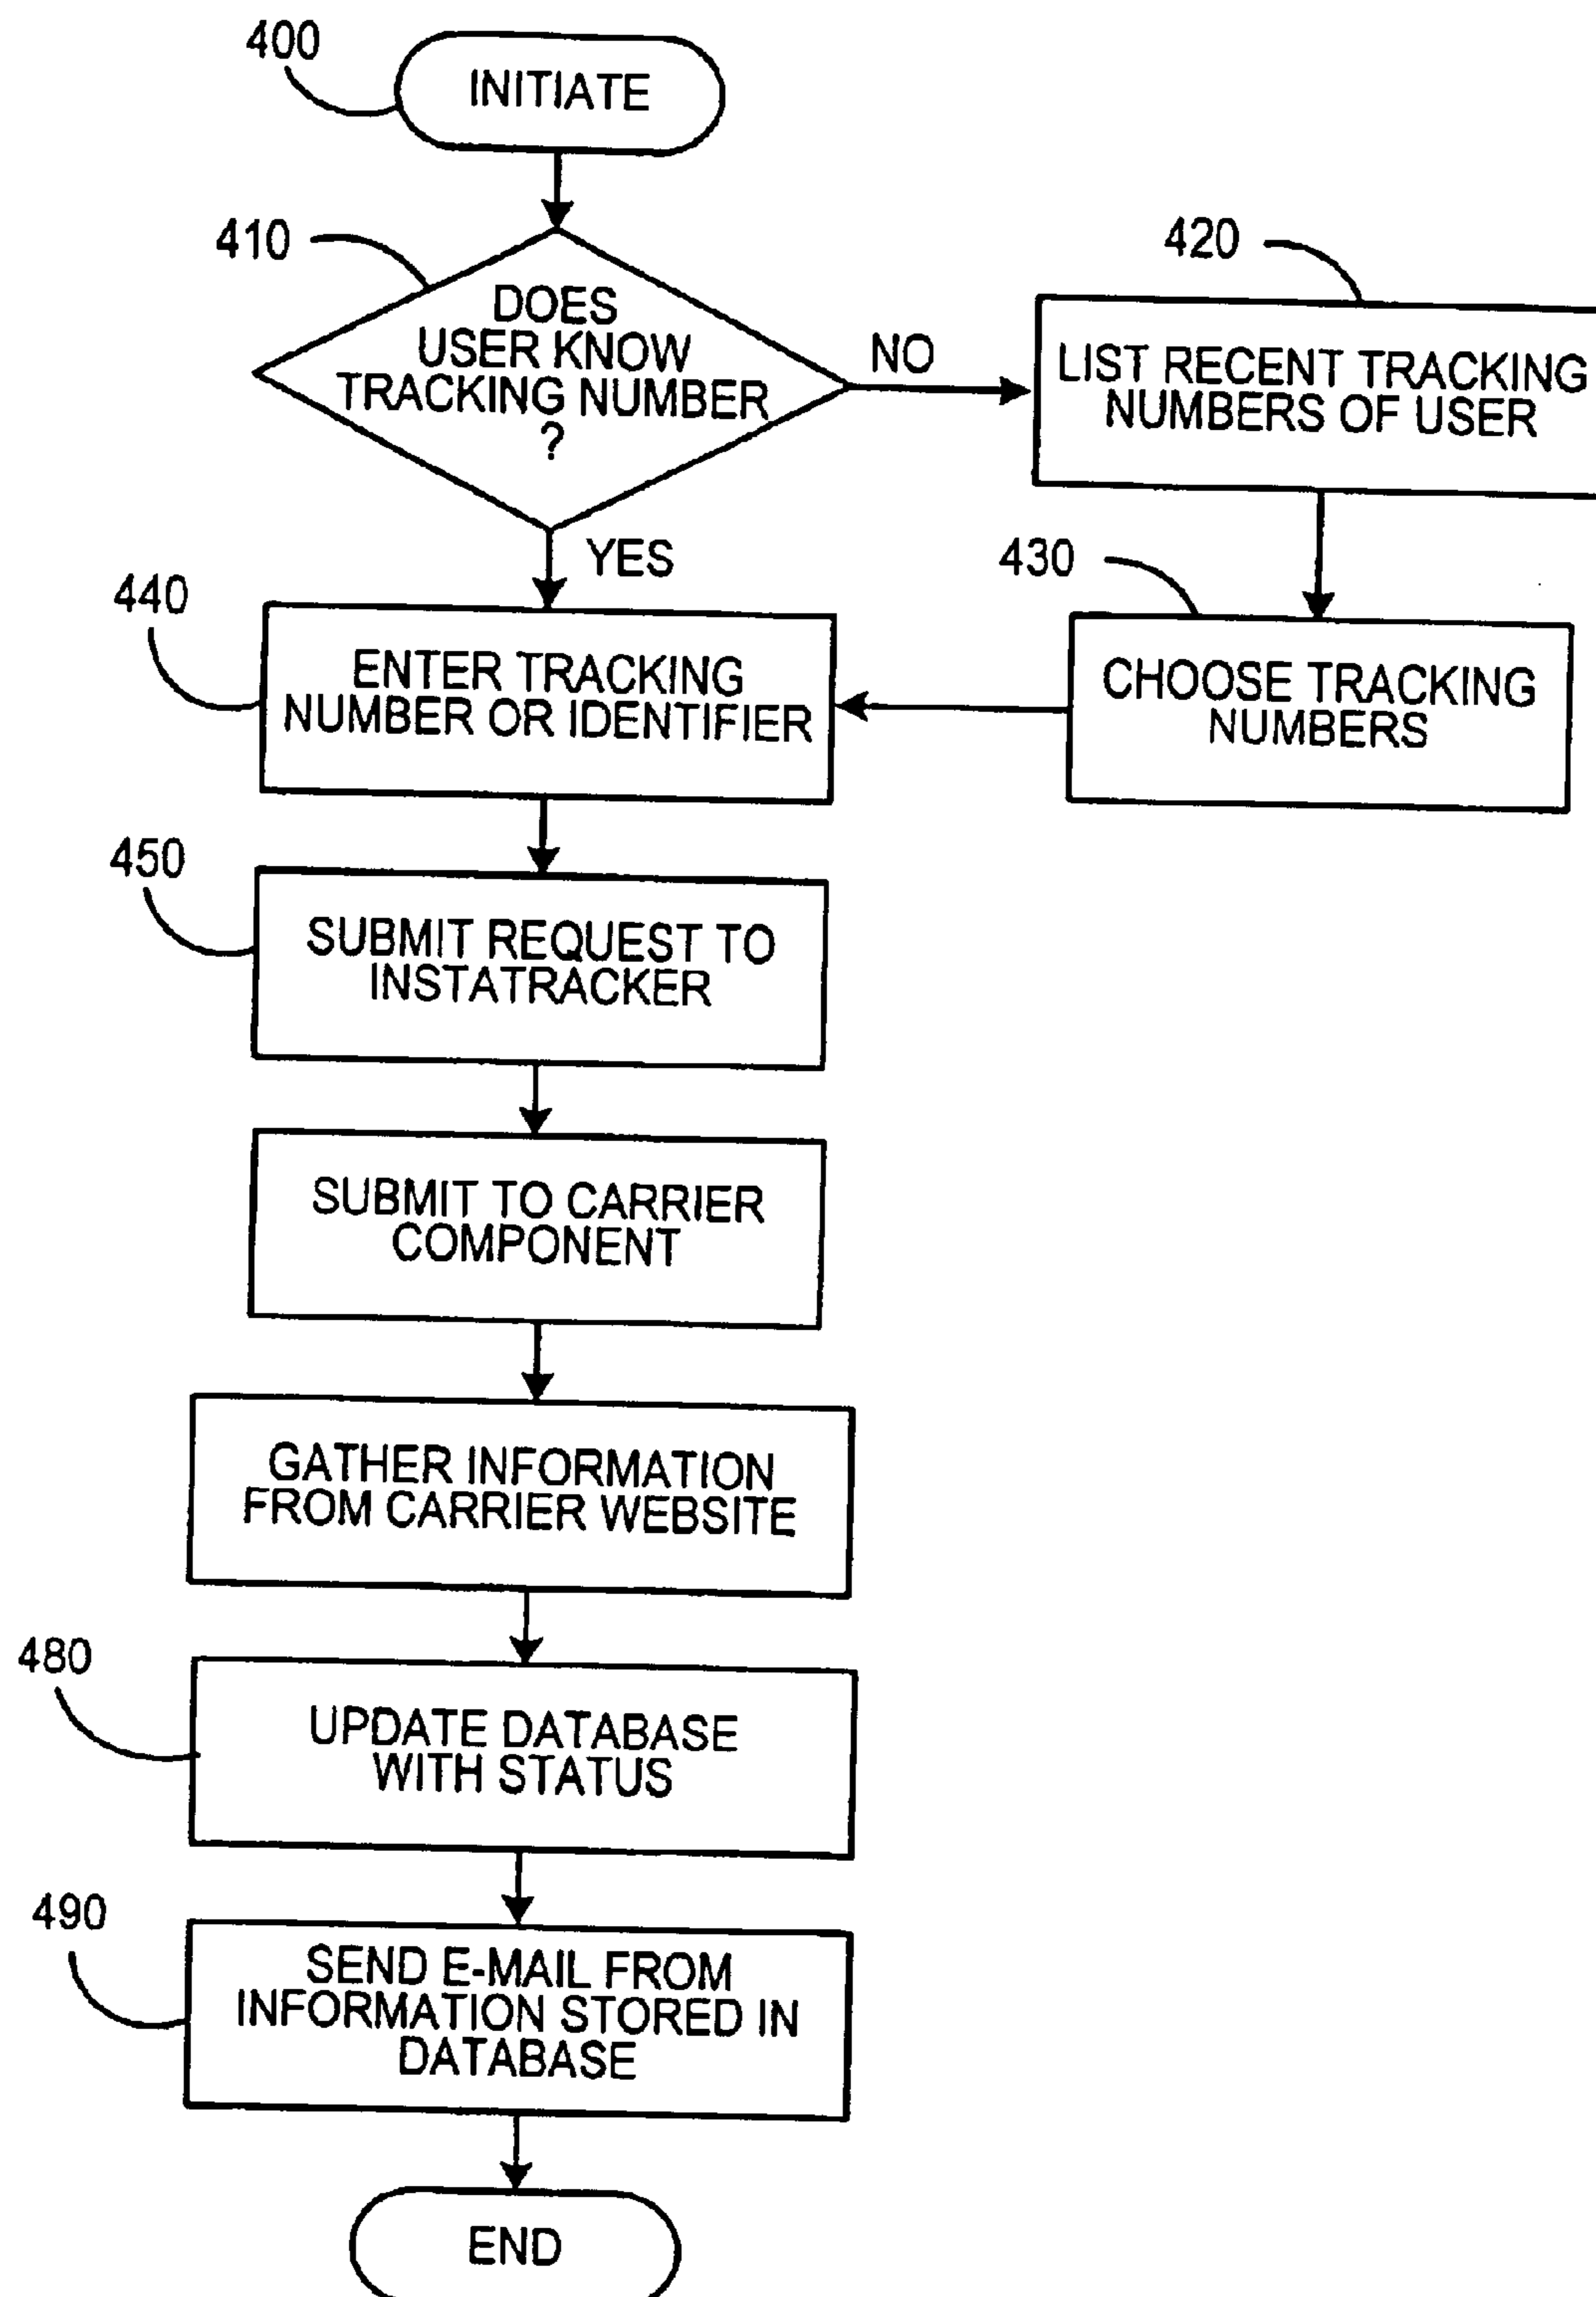 400
INITIATE
410
DOES
USER KNOW
TRACKING NUMBER
?
NO
420
LIST RECENT TRACKING
NUMBERS OF USER
YES
430
CHOOSE TRACKING
NUMBERS
440
ENTER TRACKING
NUMBER OR IDENTIFIER
450
SUBMIT REQUEST TO
INSTATRACKER
SUBMIT TO CARRIER
COMPONENT
GATHER INFORMATION
FROM CARRIER WEBSITE
480
UPDATE DATABASE
WITH STATUS
490
SEND E-MAIL FROM
INFORMATION STORED IN
DATABASE
END